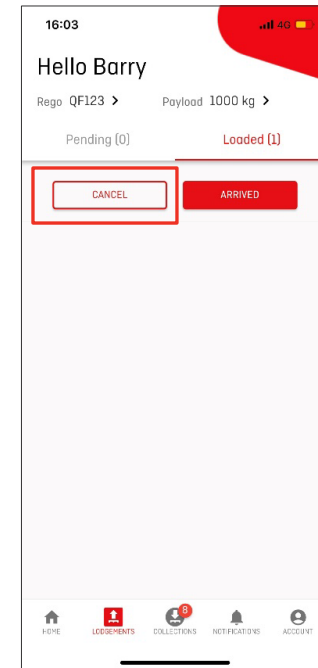 16:03 4G
Hello Barry
Rego QF123 > Payload 1000 kg >
Pending (0) Loaded (1)
CANCEL ARRIVED
8
HOME LODGEMENTS COLLECTIONS NOTIFICATIONS ACCOUNT